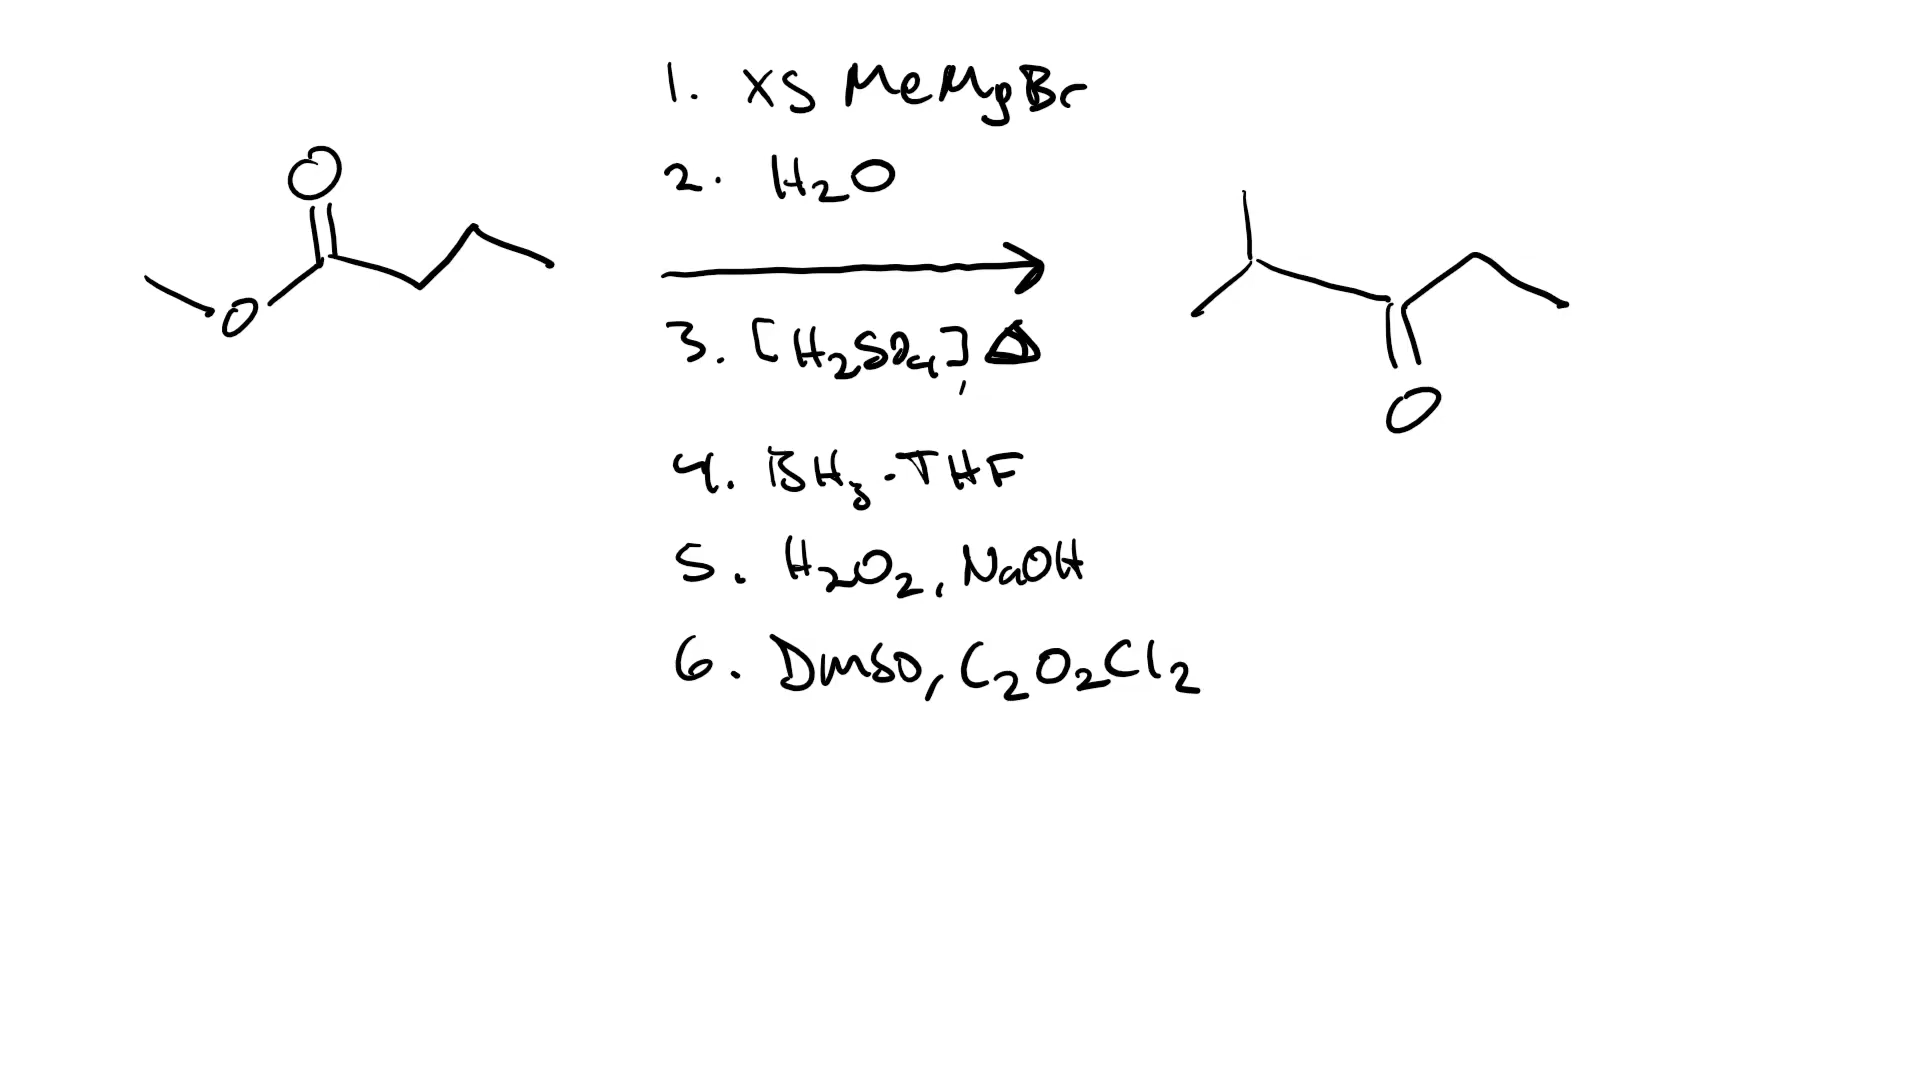 1. XS MeMgBr
2. H₂O
O
O
3. [H₂SO₄], Δ
O
4. BH₃·THF
5. H₂O₂, NaOH
6. DMSO, C₂O₂Cl₂